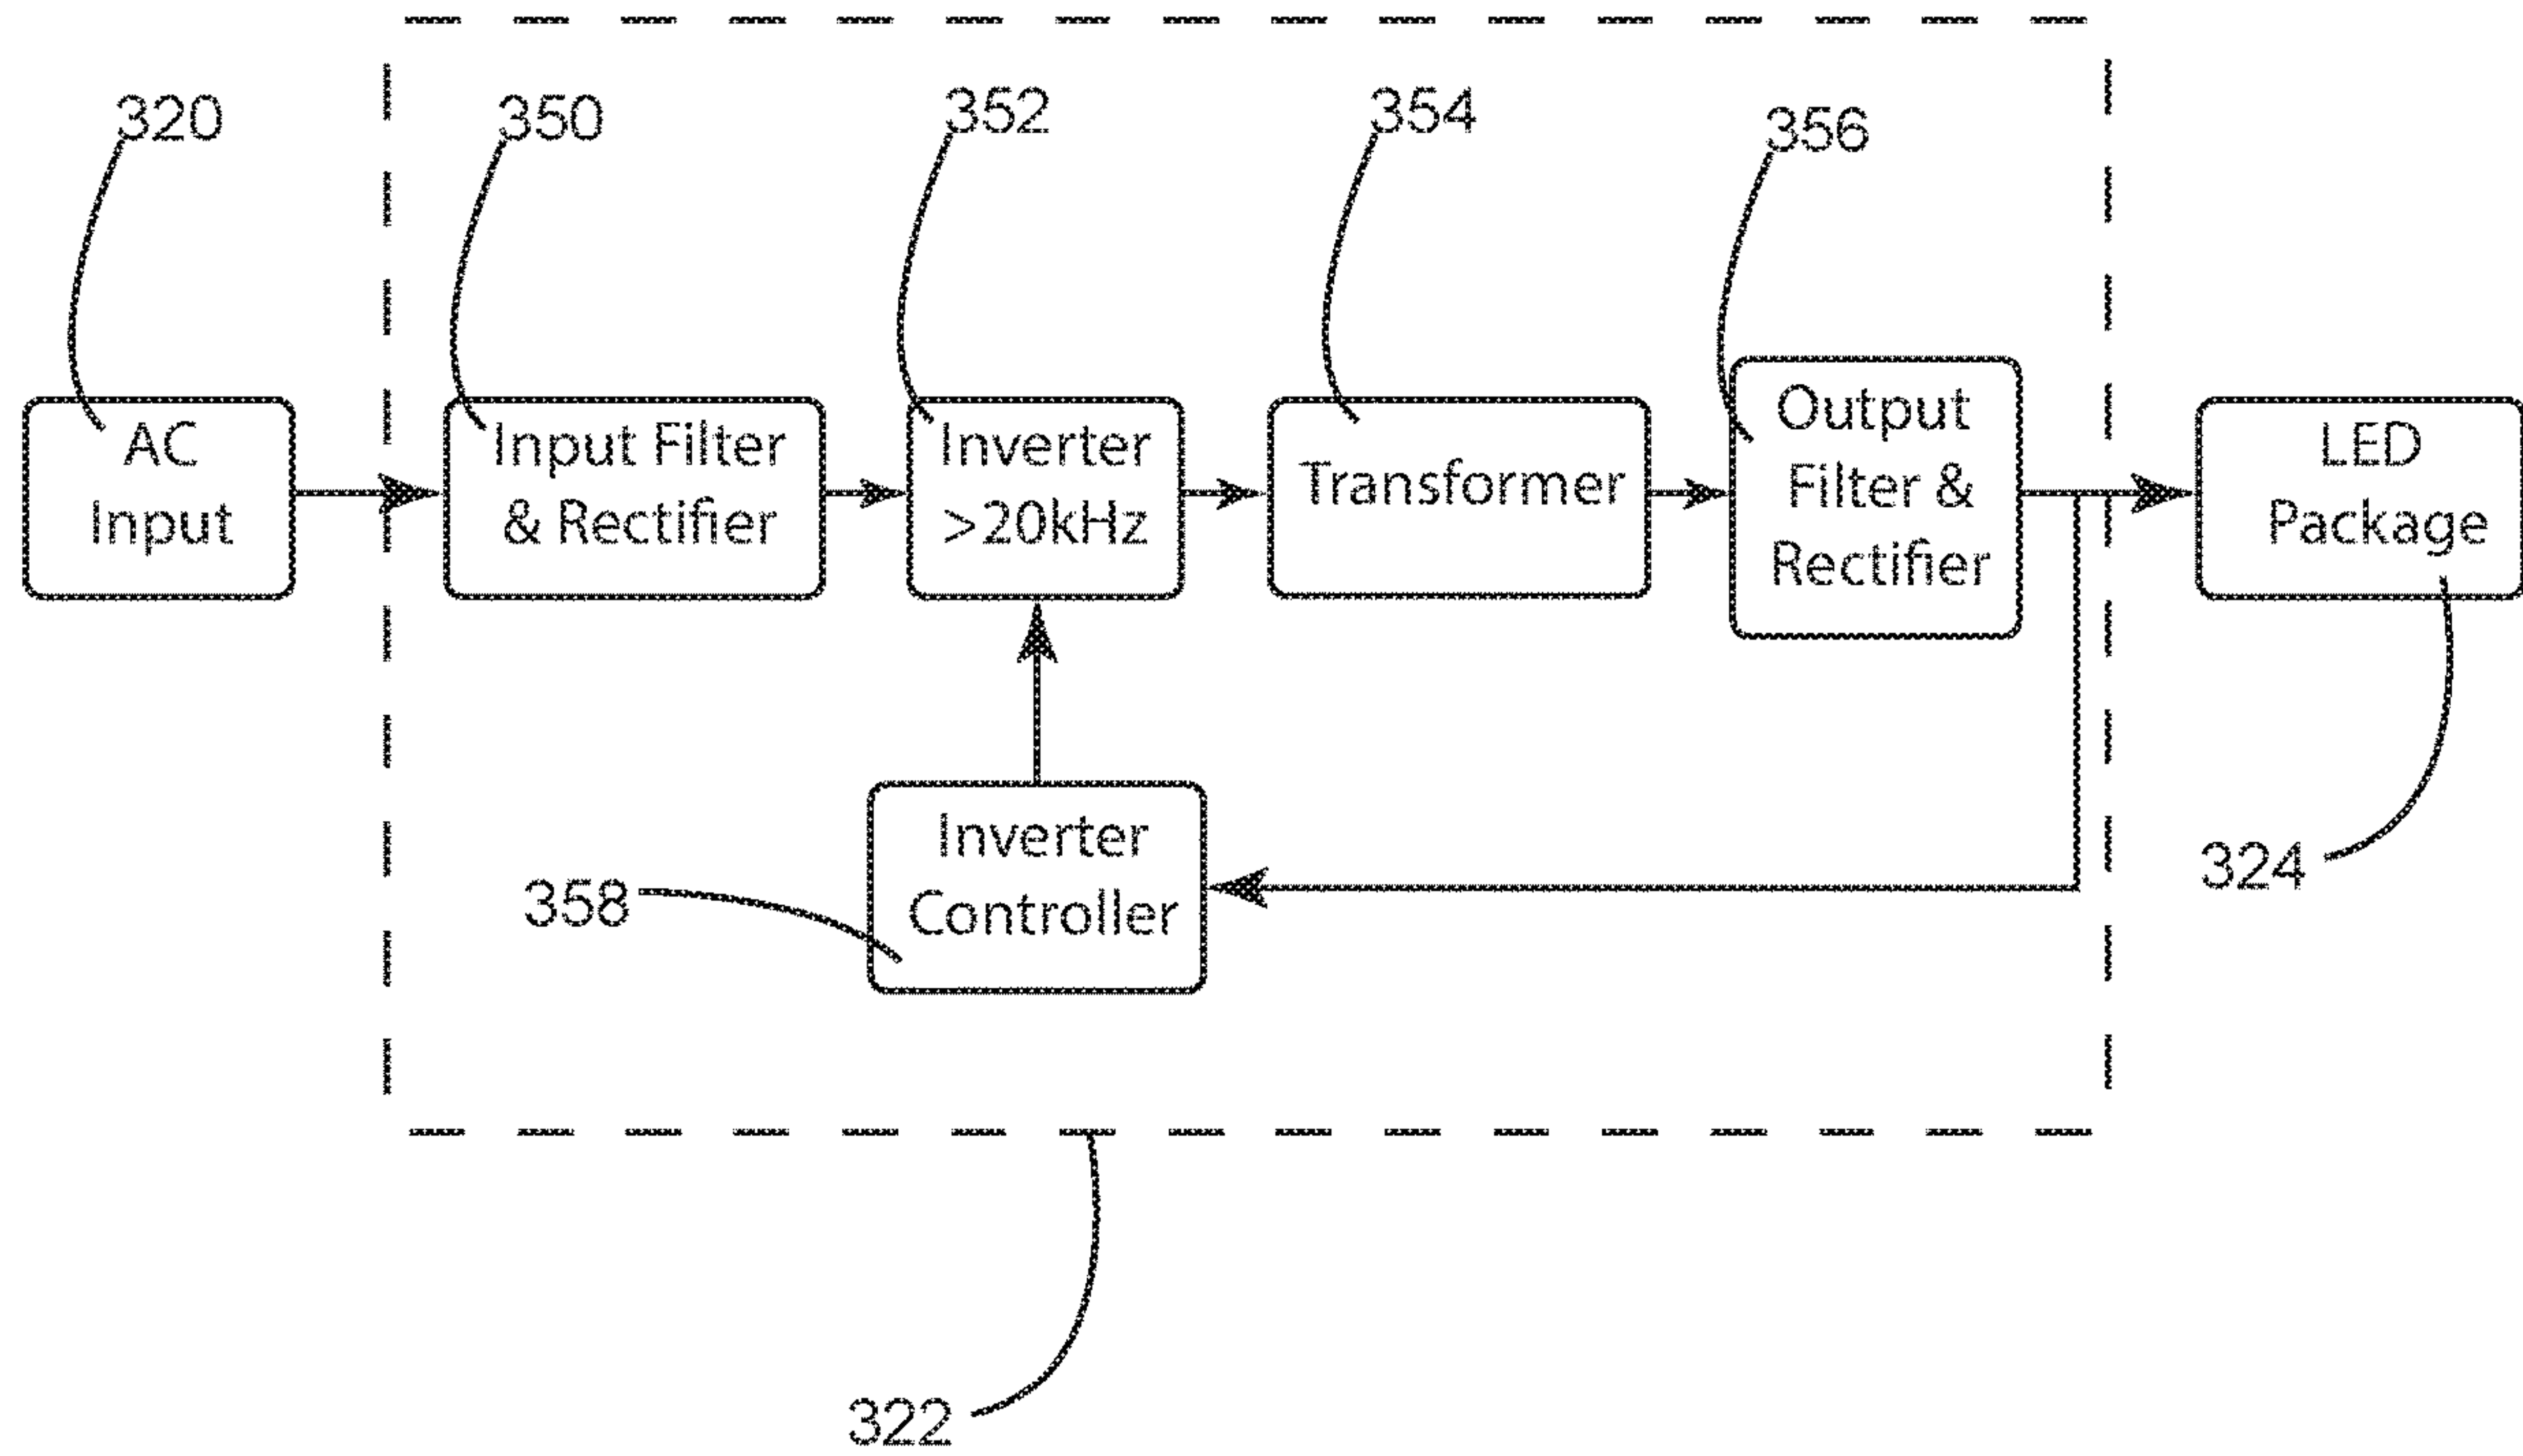 320
350
352
354
356
AC
Input
Input Filter
& Rectifier
Inverter
>20kHz
Transformer
Output
Filter &
Rectifier
LED
Package
Inverter
Controller
358
324
322